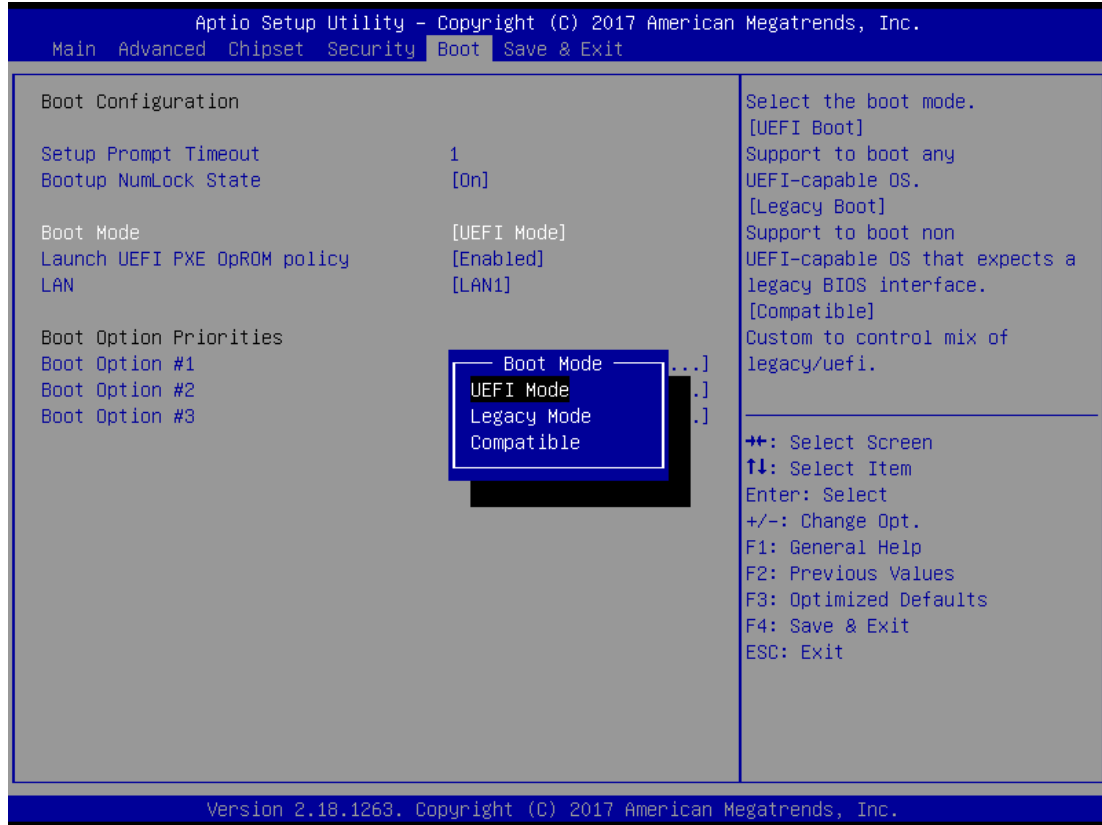 Aptio Setup Utility – Copyright (C) 2017 American Megatrends, Inc.
Main Advanced Chipset Security Boot Save & Exit
Boot Configuration
Setup Prompt Timeout 1
Bootup NumLock State [On]
Boot Mode [UEFI Mode]
Launch UEFI PXE OpROM policy [Enabled]
LAN [LAN1]
Boot Option Priorities
Boot Option #1 ...]
Boot Option #2 .]
Boot Option #3 .]
Boot Mode
UEFI Mode
Legacy Mode
Compatible
Select the boot mode.
[UEFI Boot]
Support to boot any
UEFI-capable OS.
[Legacy Boot]
Support to boot non
UEFI-capable OS that expects a
legacy BIOS interface.
[Compatible]
Custom to control mix of
legacy/uefi.
→←: Select Screen
↑↓: Select Item
Enter: Select
+/-: Change Opt.
F1: General Help
F2: Previous Values
F3: Optimized Defaults
F4: Save & Exit
ESC: Exit
Version 2.18.1263. Copyright (C) 2017 American Megatrends, Inc.